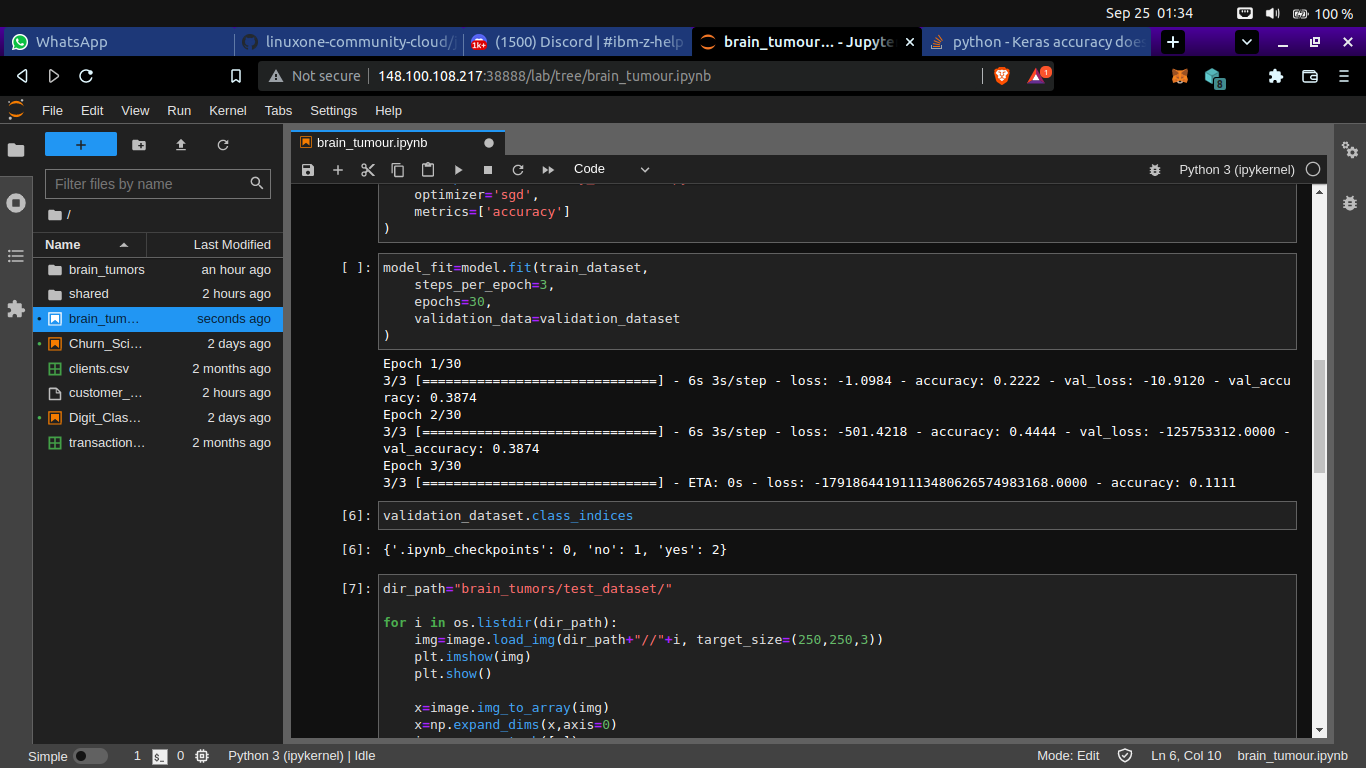 Sep 25 01:34
100 %
WhatsApp
linuxone-community-cloud/j
1k+
(1500) Discord | #ibm-z-help
brain_tumour... - Jupyte
python - Keras accuracy doe
Not secure
148.100.108.217:38888/lab/tree/brain_tumour.ipynb
1
8
File Edit View Run Kernel Tabs Settings Help
Filter files by name
/
Name Last Modified
brain_tumors an hour ago
shared 2 hours ago
brain_tum... seconds ago
Churn_Sci... 2 days ago
clients.csv 2 months ago
customer_... 2 hours ago
Digit_Clas... 2 days ago
transaction... 2 months ago
brain_tumour.ipynb
Code
Python 3 (ipykernel)
optimizer='sgd',
metrics=['accuracy']
)
[ ]:
model_fit=model.fit(train_dataset,
steps_per_epoch=3,
epochs=30,
validation_data=validation_dataset
)
Epoch 1/30
3/3 [==============================] - 6s 3s/step - loss: -1.0984 - accuracy: 0.2222 - val_loss: -10.9120 - val_accu
racy: 0.3874
Epoch 2/30
3/3 [==============================] - 6s 3s/step - loss: -501.4218 - accuracy: 0.4444 - val_loss: -125753312.0000 -
val_accuracy: 0.3874
Epoch 3/30
3/3 [==============================] - ETA: 0s - loss: -17918644191113480626574983168.0000 - accuracy: 0.1111
[6]: validation_dataset.class_indices
[6]: {'.ipynb_checkpoints': 0, 'no': 1, 'yes': 2}
[7]: dir_path="brain_tumors/test_dataset/"
for i in os.listdir(dir_path):
img=image.load_img(dir_path+"//"+i, target_size=(250,250,3))
plt.imshow(img)
plt.show()
x=image.img_to_array(img)
x=np.expand_dims(x,axis=0)
Simple 1 $_ 0 Python 3 (ipykernel) | Idle
Mode: Edit Ln 6, Col 10 brain_tumour.ipynb